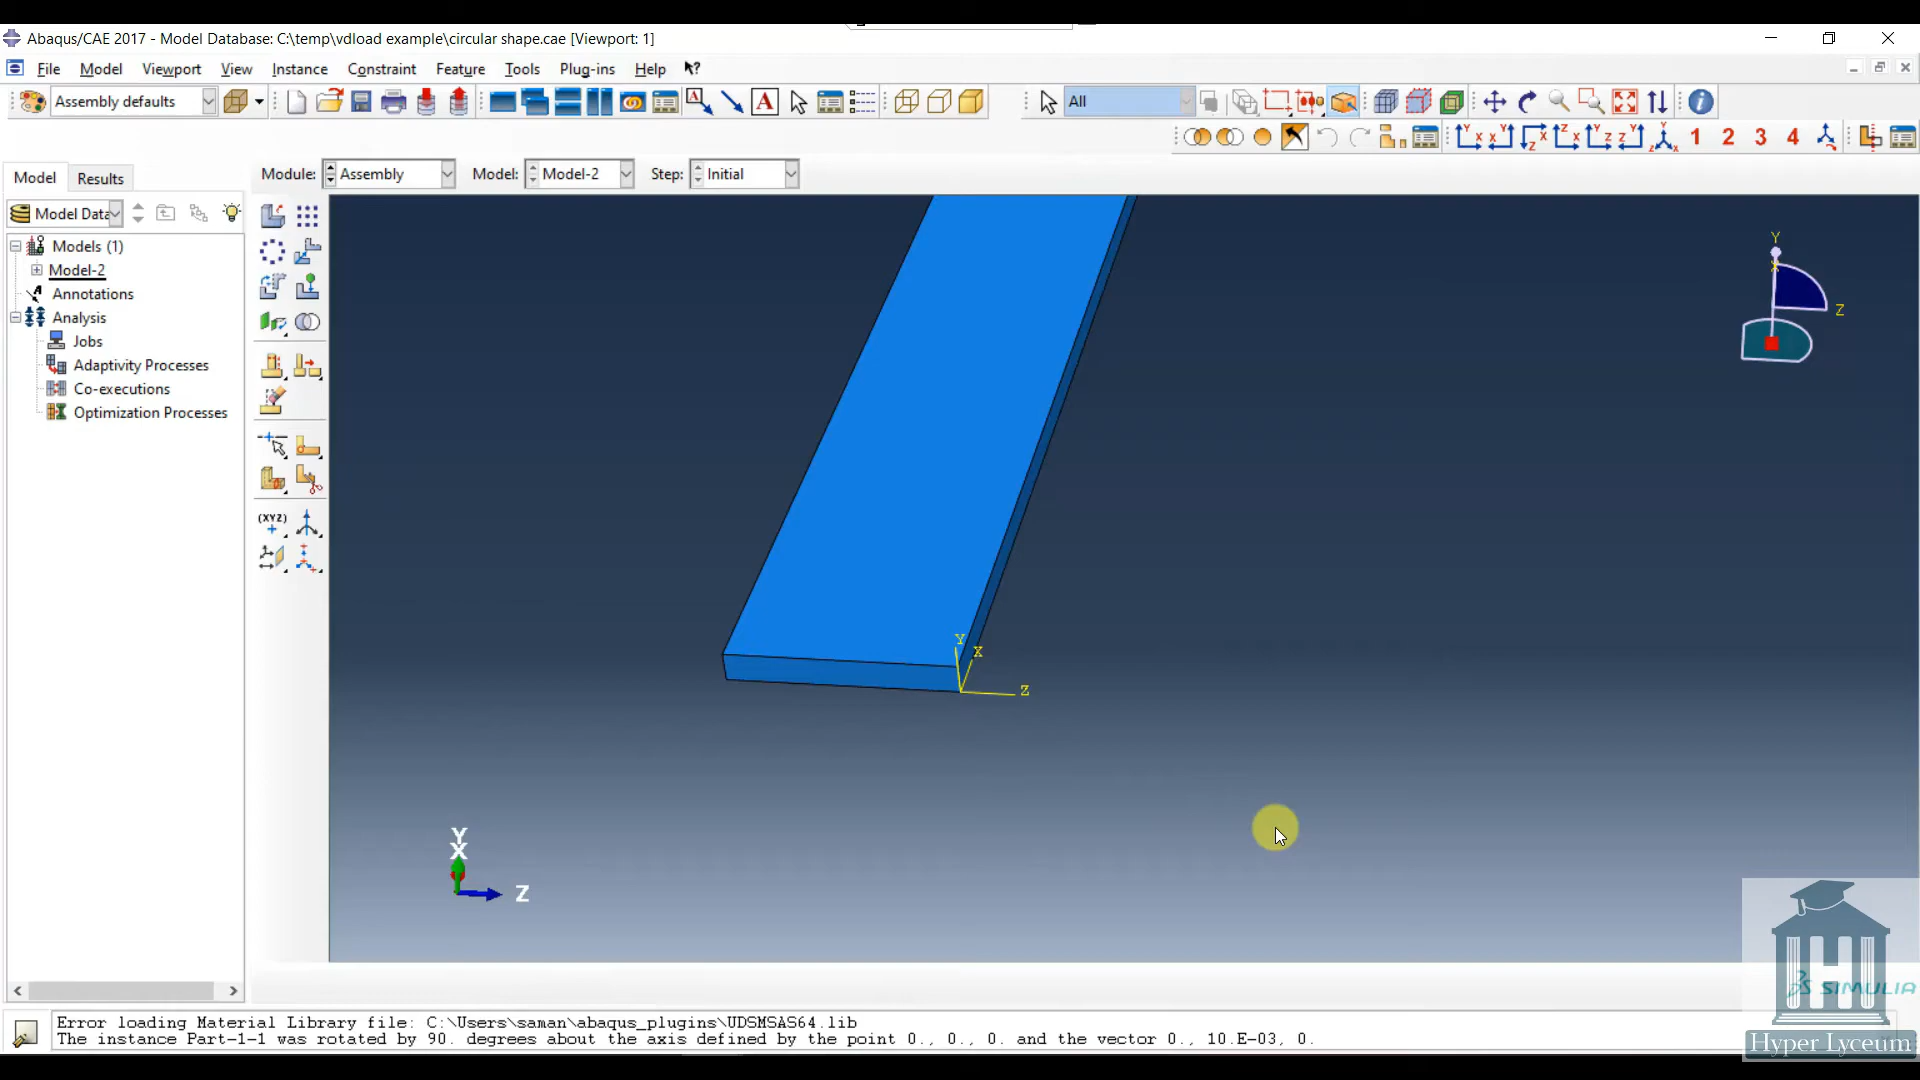 Abaqus/CAE 2017 - Model Database: C:\temp\vdload example\circular shape.cae [Viewport: 1]
File Model Viewport View Instance Constraint Feature Tools Plug-ins Help ?
Assembly defaults A All i
1 2 3 4
Model Results
Module: Assembly Model: Model-2 Step: Initial
Model Data
Models (1)
Model-2
Annotations
Analysis
Jobs
Adaptivity Processes
Co-executions
Optimization Processes
(XYZ)
Y
X
Z
Y
X
Z
Y
X
Z
SIMULIA
Hyper Lyceum
Error loading Material Library file: C:\Users\saman\abaqus_plugins\UDSMSAS64.lib
The instance Part-1-1 was rotated by 90. degrees about the axis defined by the point 0., 0., 0. and the vector 0., 10.E-03, 0.